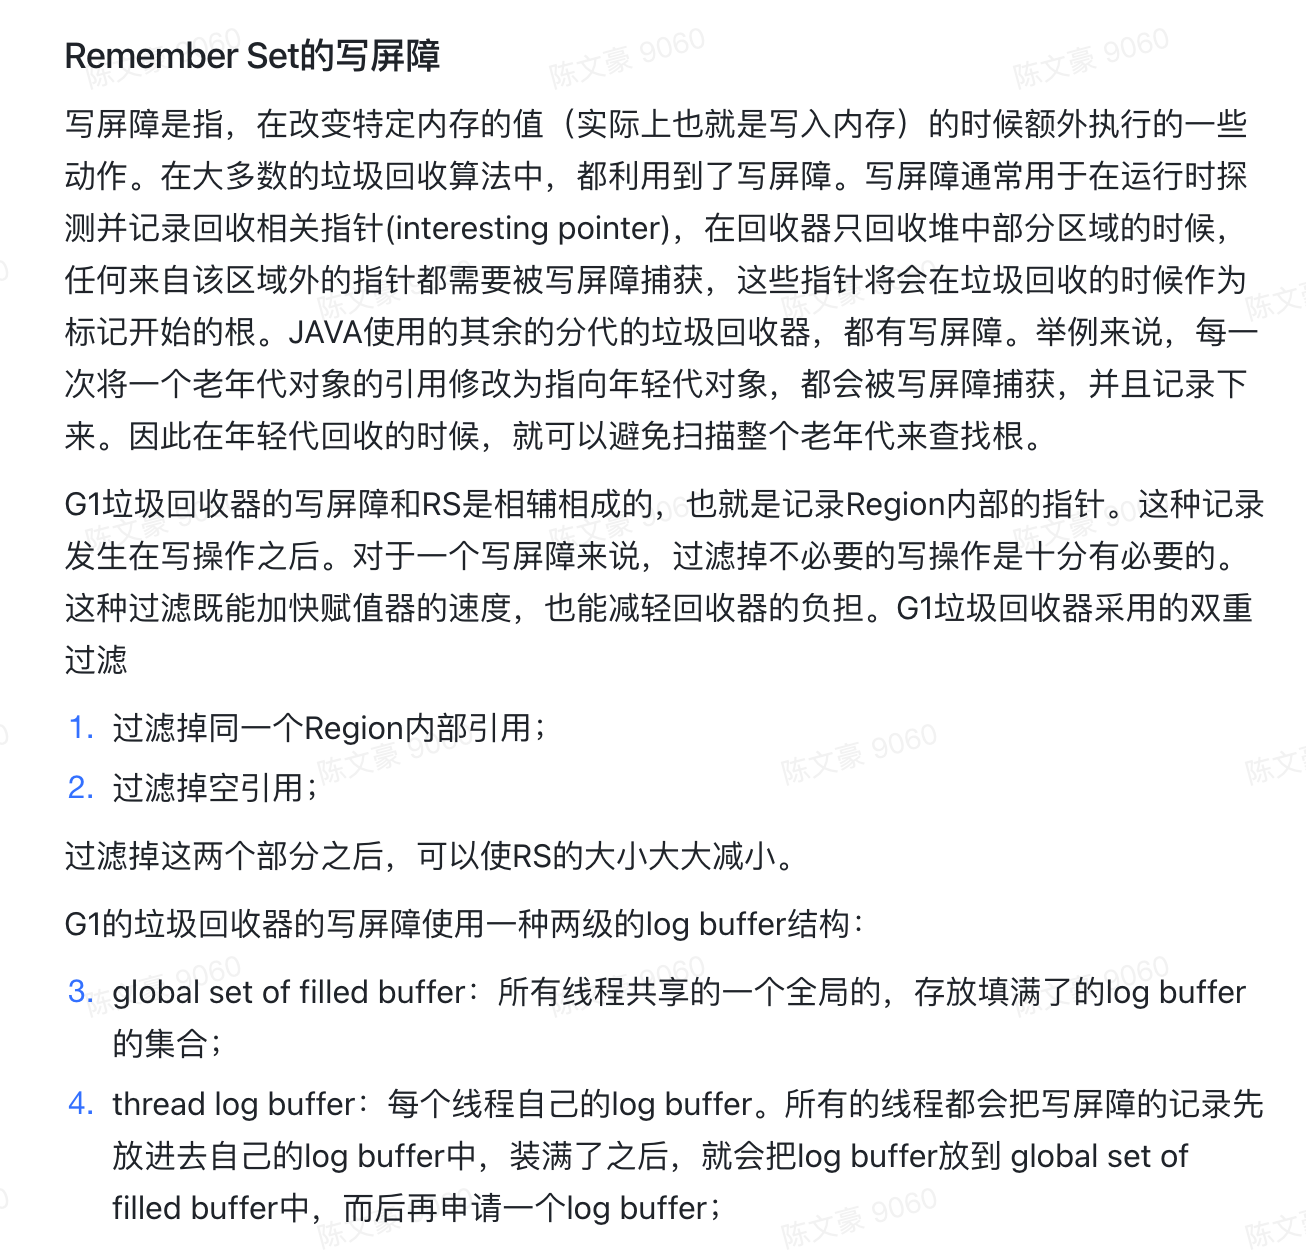 Remember Set的写屏障
写屏障是指，在改变特定内存的值（实际上也就是写入内存）的时候额外执行的一些
动作。在大多数的垃圾回收算法中，都利用到了写屏障。写屏障通常用于在运行时探
测并记录回收相关指针(interesting pointer)，在回收器只回收堆中部分区域的时候，
任何来自该区域外的指针都需要被写屏障捕获，这些指针将会在垃圾回收的时候作为
标记开始的根。JAVA使用的其余的分代的垃圾回收器，都有写屏障。举例来说，每一
次将一个老年代对象的引用修改为指向年轻代对象，都会被写屏障捕获，并且记录下
来。因此在年轻代回收的时候，就可以避免扫描整个老年代来查找根。
G1垃圾回收器的写屏障和RS是相辅相成的，也就是记录Region内部的指针。这种记录
发生在写操作之后。对于一个写屏障来说，过滤掉不必要的写操作是十分有必要的。
这种过滤既能加快赋值器的速度，也能减轻回收器的负担。G1垃圾回收器采用的双重
过滤
1. 过滤掉同一个Region内部引用；
2. 过滤掉空引用；
过滤掉这两个部分之后，可以使RS的大小大大减小。
G1的垃圾回收器的写屏障使用一种两级的log buffer结构：
3. global set of filled buffer：所有线程共享的一个全局的，存放填满了的log buffer
的集合；
4. thread log buffer：每个线程自己的log buffer。所有的线程都会把写屏障的记录先
放进去自己的log buffer中，装满了之后，就会把log buffer放到 global set of
filled buffer中，而后再申请一个log buffer；
陈文豪 9060